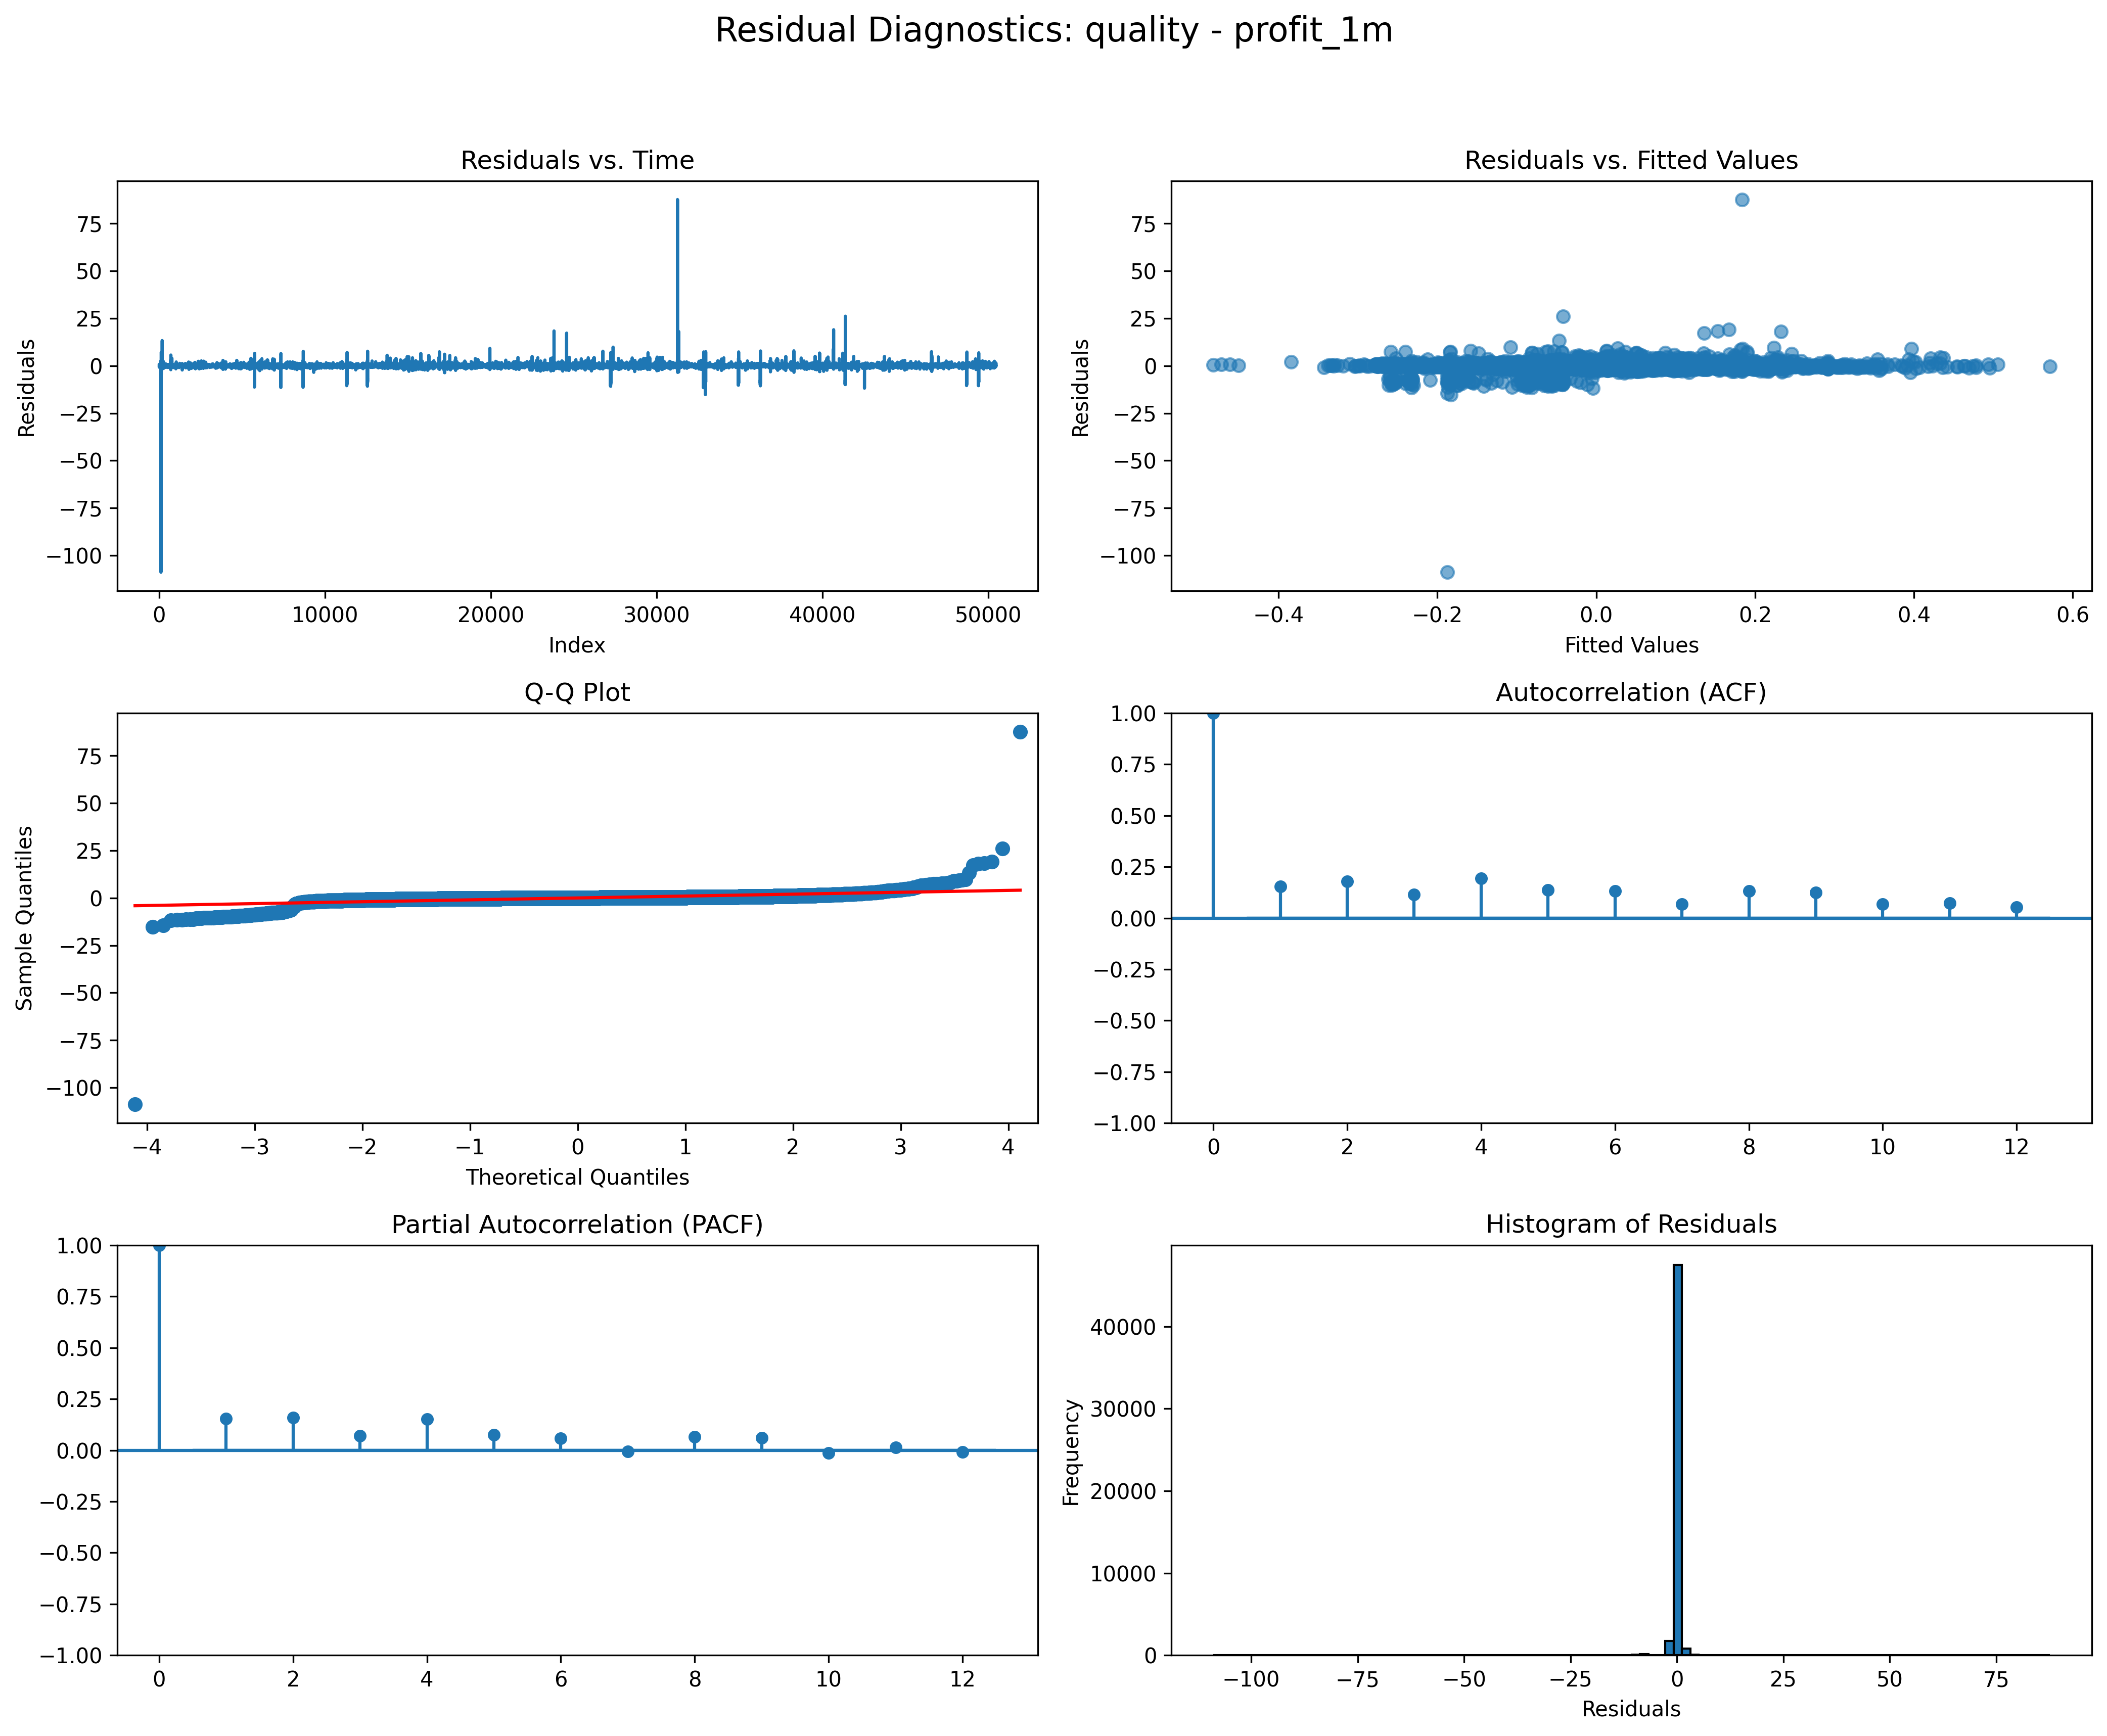 Residual Diagnostics: quality - profit_1m
Residuals vs. Time
75
50
25
0
−25
−50
−75
−100
Residuals
0 10000 20000 30000 40000 50000
Index
Residuals vs. Fitted Values
75
50
25
0
−25
−50
−75
−100
Residuals
−0.4 −0.2 0.0 0.2 0.4 0.6
Fitted Values
Q-Q Plot
75
50
25
0
−25
−50
−75
−100
Sample Quantiles
−4 −3 −2 −1 0 1 2 3 4
Theoretical Quantiles
Autocorrelation (ACF)
1.00
0.75
0.50
0.25
0.00
−0.25
−0.50
−0.75
−1.00
0 2 4 6 8 10 12
Partial Autocorrelation (PACF)
1.00
0.75
0.50
0.25
0.00
−0.25
−0.50
−0.75
−1.00
0 2 4 6 8 10 12
Histogram of Residuals
40000
30000
20000
10000
0
Frequency
−100 −75 −50 −25 0 25 50 75
Residuals